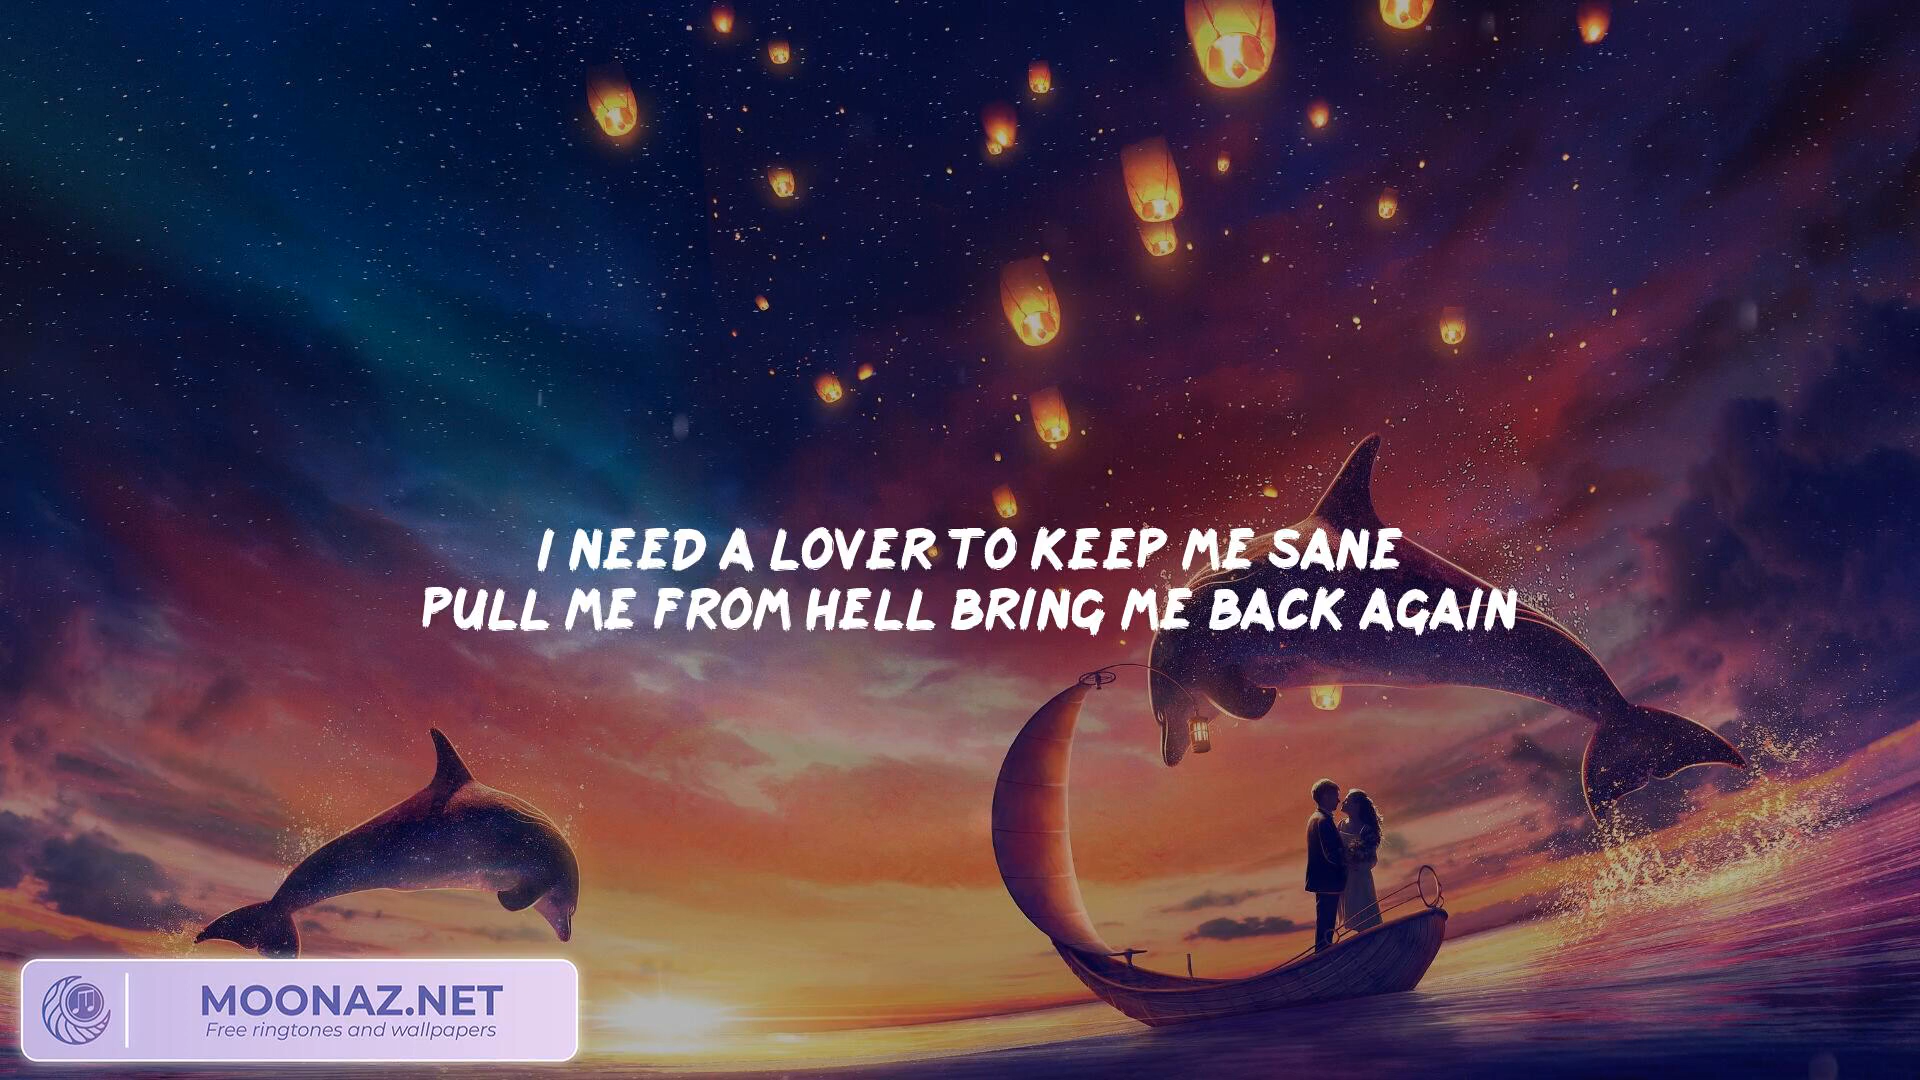 I NEED A LOVER TO KEEP ME SANE
PULL ME FROM HELL BRING ME BACK AGAIN
MOONAZ.NET
Free ringtones and wallpapers